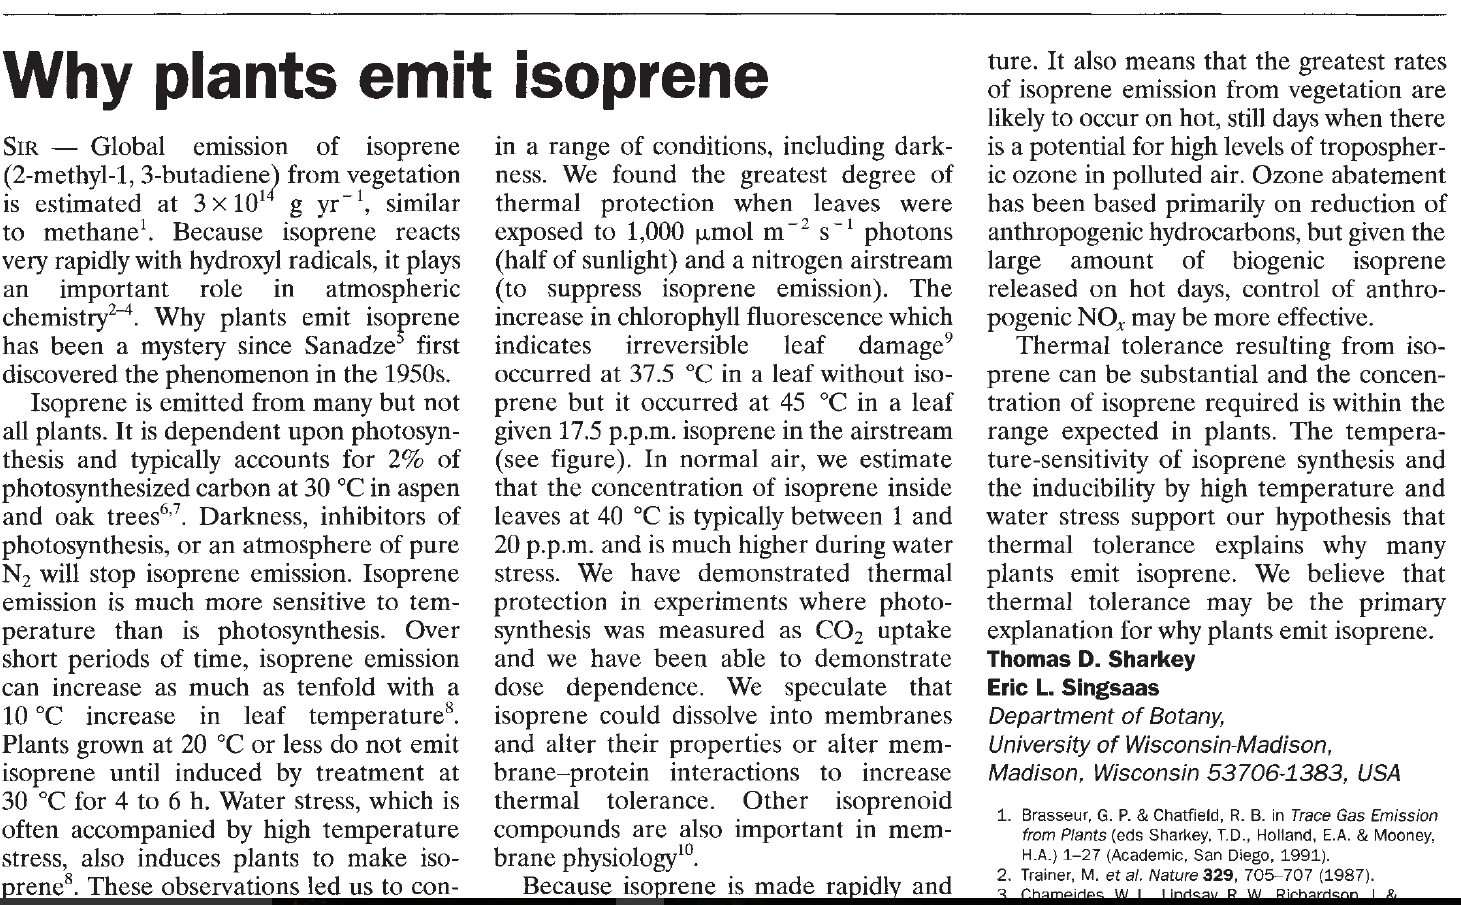 Why plants emit isoprene
SIR — Global emission of isoprene
(2-methyl-1, 3-butadiene) from vegetation
is estimated at 3 × 10¹⁴ g yr⁻¹, similar
to methane¹. Because isoprene reacts
very rapidly with hydroxyl radicals, it plays
an important role in atmospheric
chemistry²⁻⁴. Why plants emit isoprene
has been a mystery since Sanadze⁵ first
discovered the phenomenon in the 1950s.
Isoprene is emitted from many but not
all plants. It is dependent upon photosyn-
thesis and typically accounts for 2% of
photosynthesized carbon at 30 °C in aspen
and oak trees⁶,⁷. Darkness, inhibitors of
photosynthesis, or an atmosphere of pure
N₂ will stop isoprene emission. Isoprene
emission is much more sensitive to tem-
perature than is photosynthesis. Over
short periods of time, isoprene emission
can increase as much as tenfold with a
10 °C increase in leaf temperature⁸.
Plants grown at 20 °C or less do not emit
isoprene until induced by treatment at
30 °C for 4 to 6 h. Water stress, which is
often accompanied by high temperature
stress, also induces plants to make iso-
prene⁸. These observations led us to con-
in a range of conditions, including dark-
ness. We found the greatest degree of
thermal protection when leaves were
exposed to 1,000 μmol m⁻² s⁻¹ photons
(half of sunlight) and a nitrogen airstream
(to suppress isoprene emission). The
increase in chlorophyll fluorescence which
indicates irreversible leaf damage⁹
occurred at 37.5 °C in a leaf without iso-
prene but it occurred at 45 °C in a leaf
given 17.5 p.p.m. isoprene in the airstream
(see figure). In normal air, we estimate
that the concentration of isoprene inside
leaves at 40 °C is typically between 1 and
20 p.p.m. and is much higher during water
stress. We have demonstrated thermal
protection in experiments where photo-
synthesis was measured as CO₂ uptake
and we have been able to demonstrate
dose dependence. We speculate that
isoprene could dissolve into membranes
and alter their properties or alter mem-
brane–protein interactions to increase
thermal tolerance. Other isoprenoid
compounds are also important in mem-
brane physiology¹⁰.
Because isoprene is made rapidly and
ture. It also means that the greatest rates
of isoprene emission from vegetation are
likely to occur on hot, still days when there
is a potential for high levels of tropospher-
ic ozone in polluted air. Ozone abatement
has been based primarily on reduction of
anthropogenic hydrocarbons, but given the
large amount of biogenic isoprene
released on hot days, control of anthro-
pogenic NOₓ may be more effective.
Thermal tolerance resulting from iso-
prene can be substantial and the concen-
tration of isoprene required is within the
range expected in plants. The tempera-
ture-sensitivity of isoprene synthesis and
the inducibility by high temperature and
water stress support our hypothesis that
thermal tolerance explains why many
plants emit isoprene. We believe that
thermal tolerance may be the primary
explanation for why plants emit isoprene.
Thomas D. Sharkey
Eric L. Singsaas
Department of Botany,
University of Wisconsin-Madison,
Madison, Wisconsin 53706-1383, USA
1. Brasseur, G. P. & Chatfield, R. B. in Trace Gas Emission
from Plants (eds Sharkey, T.D., Holland, E.A. & Mooney,
H.A.) 1–27 (Academic, San Diego, 1991).
2. Trainer, M. et al. Nature 329, 705–707 (1987).
3. Chameides, W. L., Lindsay, R. W., Richardson, J. &